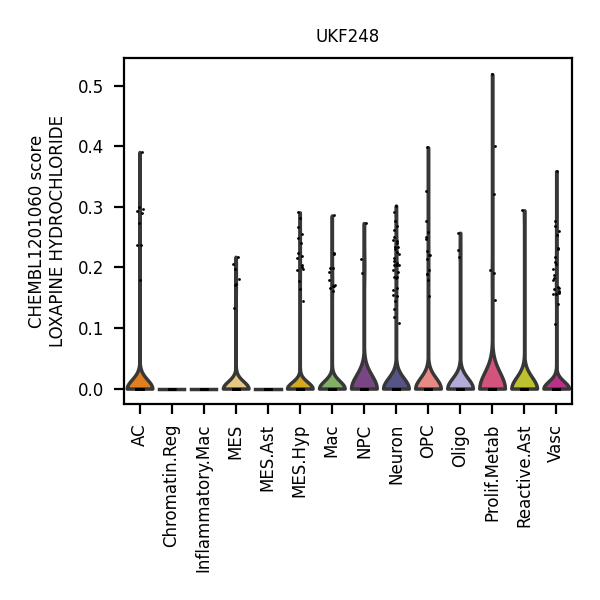 UKF248
CHEMBL1201060 score
LOXAPINE HYDROCHLORIDE
0.5
0.4
0.3
0.2
0.1
0.0
AC
Chromatin.Reg
Inflammatory.Mac
MES
MES.Ast
MES.Hyp
Mac
NPC
Neuron
OPC
Oligo
Prolif.Metab
Reactive.Ast
Vasc